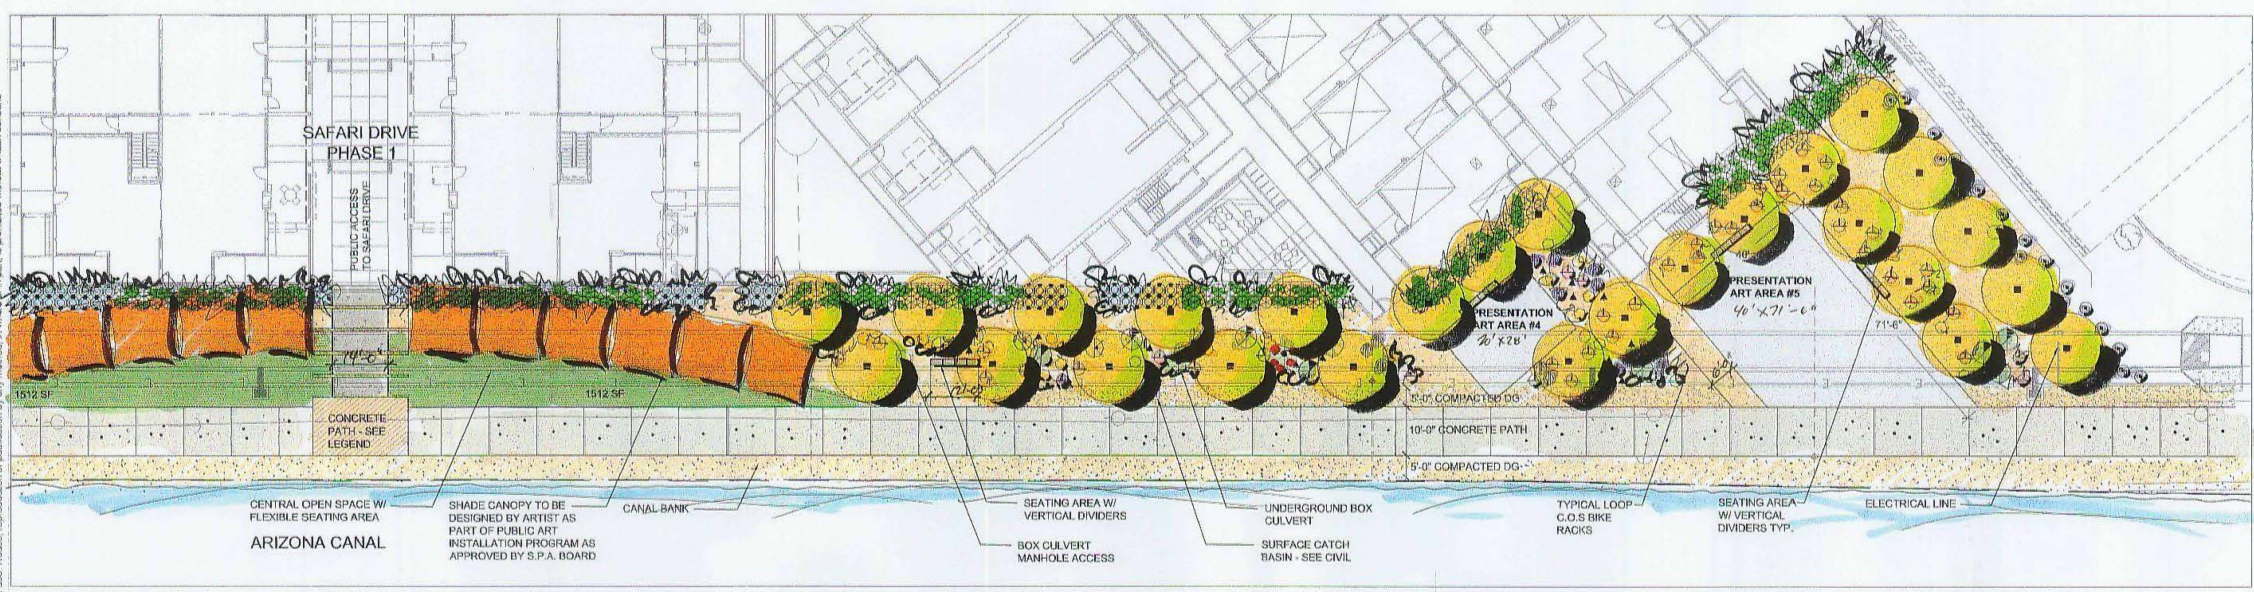 SAFARI DRIVE
PHASE 1
PUBLIC ACCESS
TO SAFARI DRIVE
14'-0"
1512 SF
1512 SF
CONCRETE
PATH - SEE
LEGEND
12'-0"
PRESENTATION
ART AREA #4
20' X 28'
40'
PRESENTATION
ART AREA #5
40' X 71'-6"
71'-6"
5'-0" COMPACTED DG
10'-0" CONCRETE PATH
5'-0" COMPACTED DG
CENTRAL OPEN SPACE W/
FLEXIBLE SEATING AREA
ARIZONA CANAL
SHADE CANOPY TO BE
DESIGNED BY ARTIST AS
PART OF PUBLIC ART
INSTALLATION PROGRAM AS
APPROVED BY S.P.A. BOARD
CANAL BANK
SEATING AREA W/
VERTICAL DIVIDERS
BOX CULVERT
MANHOLE ACCESS
UNDERGROUND BOX
CULVERT
SURFACE CATCH
BASIN - SEE CIVIL
TYPICAL LOOP
C.O.S BIKE
RACKS
SEATING AREA
W/ VERTICAL
DIVIDERS TYP.
ELECTRICAL LINE